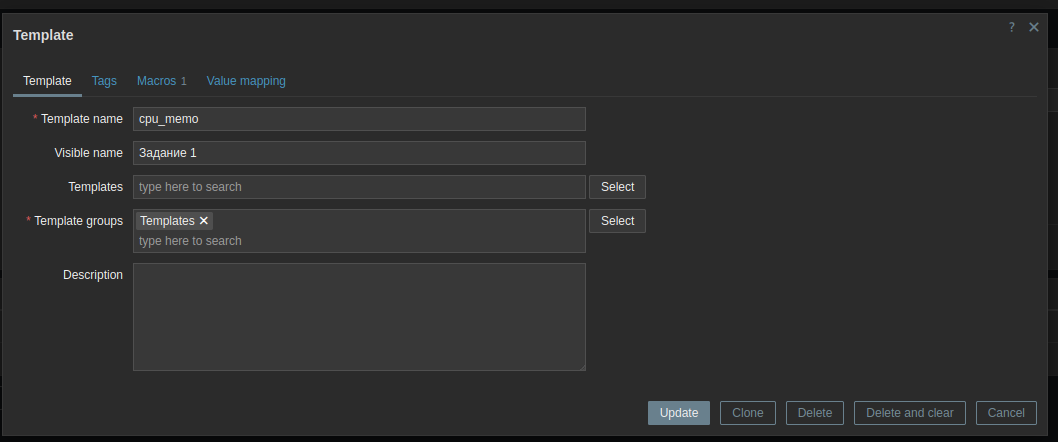 Template
?
Template Tags Macros 1 Value mapping
* Template name cpu_memo
Visible name Задание 1
Templates type here to search Select
* Template groups Templates Select
type here to search
Description
Update Clone Delete Delete and clear Cancel